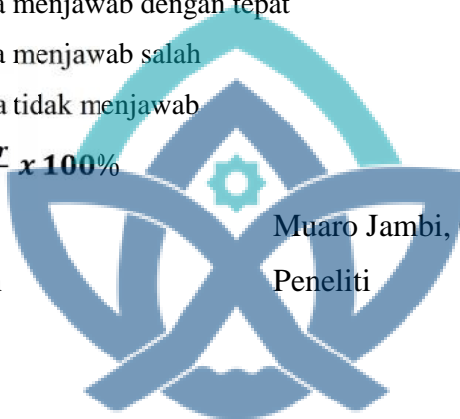 menjawab dengan tepat
menjawab salah
tidak menjawab
x 100%
Muaro Jambi,
Peneliti